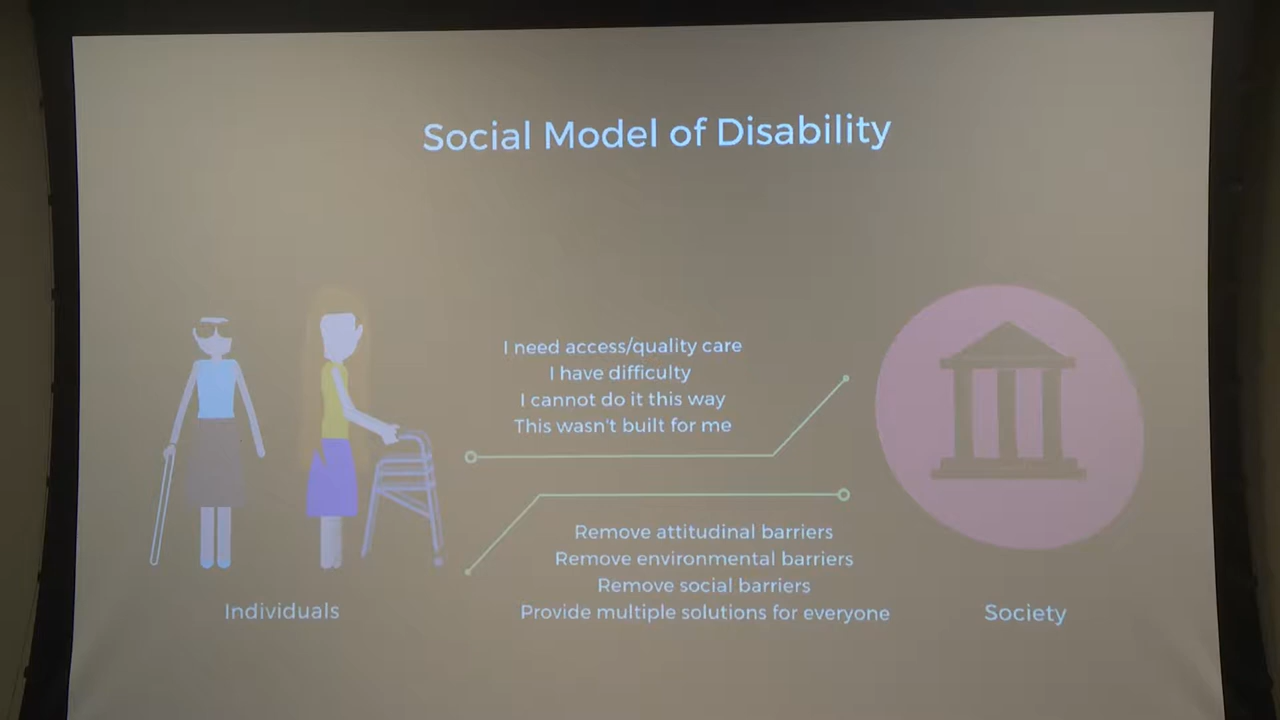 Social Model of Disability
I need access/quality care
I have difficulty
I cannot do it this way
This wasn't built for me
Remove attitudinal barriers
Remove environmental barriers
Remove social barriers
Provide multiple solutions for everyone
Individuals
Society